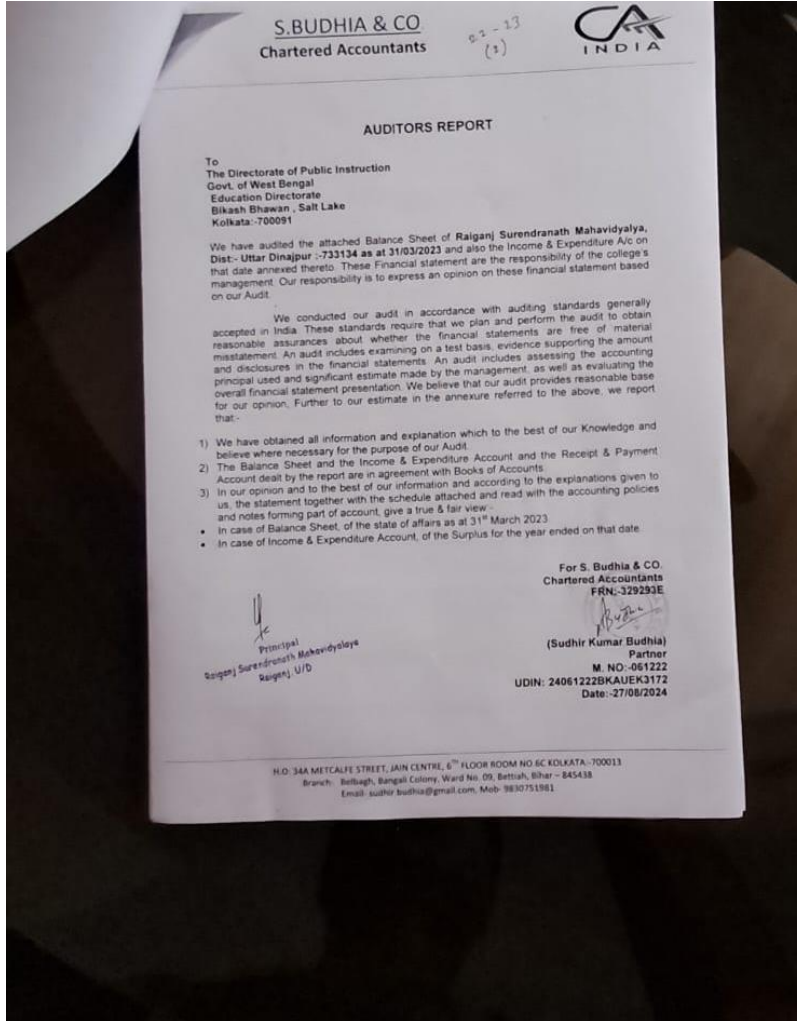 S.BUDHIA & CO
Chartered Accountants
22-23
(1)
CA
INDIA
AUDITORS REPORT
To
The Directorate of Public Instruction
Govt. of West Bengal
Education Directorate
Bikash Bhawan , Salt Lake
Kolkata:-700091
We have audited the attached Balance Sheet of Raiganj Surendranath Mahavidyalya,
Dist:- Uttar Dinajpur :-733134 as at 31/03/2023 and also the Income & Expenditure A/c on
that date annexed thereto. These Financial statement are the responsibility of the college's
management. Our responsibility is to express an opinion on these financial statement based
on our Audit.
We conducted our audit in accordance with auditing standards generally
accepted in India. These standards require that we plan and perform the audit to obtain
reasonable assurances about whether the financial statements are free of material
misstatement. An audit includes examining on a test basis, evidence supporting the amount
and disclosures in the financial statements. An audit includes assessing the accounting
principal used and significant estimate made by the management, as well as evaluating the
overall financial statement presentation. We believe that our audit provides reasonable base
for our opinion, Further to our estimate in the annexure referred to the above, we report
that:-
1) We have obtained all information and explanation which to the best of our Knowledge and
believe where necessary for the purpose of our Audit.
2) The Balance Sheet and the Income & Expenditure Account and the Receipt & Payment
Account dealt by the report are in agreement with Books of Accounts.
3) In our opinion and to the best of our information and according to the explanations given to
us, the statement together with the schedule attached and read with the accounting policies
and notes forming part of account, give a true & fair view:-
• In case of Balance Sheet, of the state of affairs as at 31st March 2023
• In case of Income & Expenditure Account, of the Surplus for the year ended on that date.
For S. Budhia & CO.
Chartered Accountants
FRN:-329293E
SBudhia
(Sudhir Kumar Budhia)
Partner
M. NO:-061222
UDIN: 24061222BKAUEK3172
Date:-27/08/2024
Principal
Raiganj Surendranath Mahavidyalaya
Raiganj, U/D
H.O: 34A METCALFE STREET, JAIN CENTRE, 6TH FLOOR ROOM NO 6C KOLKATA:-700013
Branch: Belbagh, Bangali Colony, Ward No. 09, Bettiah, Bihar – 845438
Email- sudhir.budhia@gmail.com, Mob- 9830751981